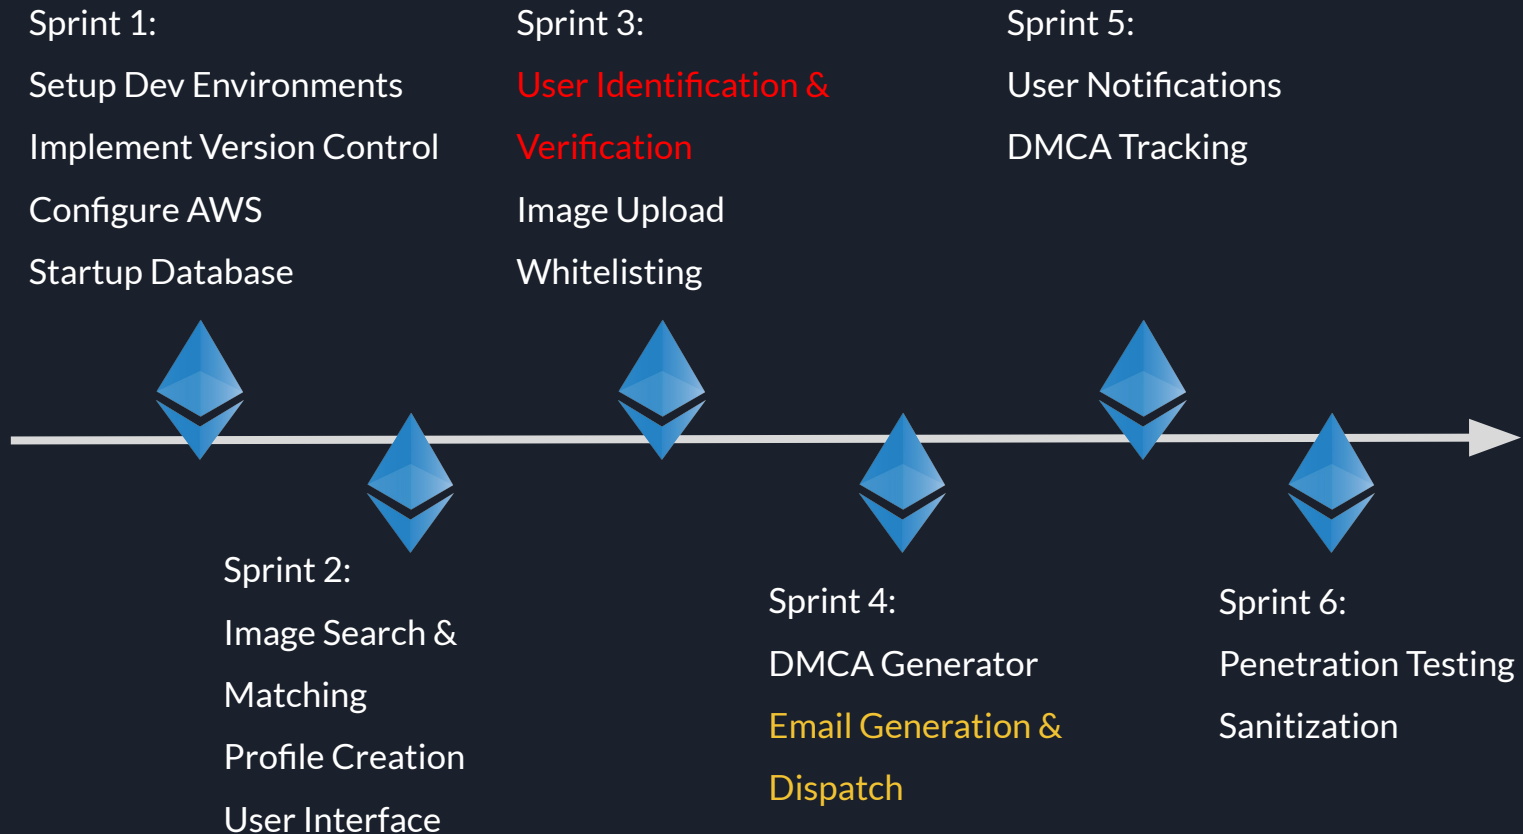 Sprint 1:
Setup Dev Environments
Implement Version Control
Configure AWS
Startup Database
Sprint 2:
Image Search &
Matching
Profile Creation
User Interface
Sprint 3:
User Identification &
Verification
Image Upload
Whitelisting
Sprint 4:
DMCA Generator
Email Generation &
Dispatch
Sprint 5:
User Notifications
DMCA Tracking
Sprint 6:
Penetration Testing
Sanitization